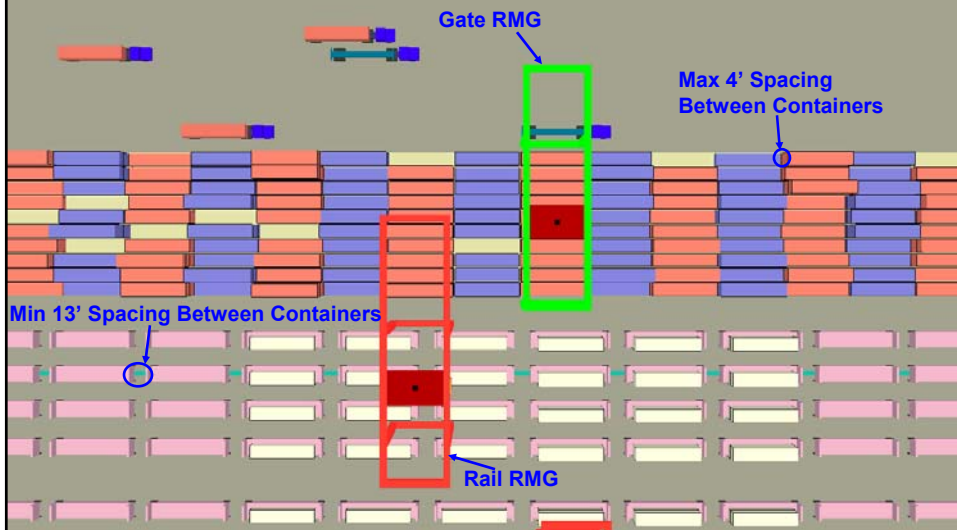 Gate RMG
Max 4’ Spacing
Between Containers
Min 13’ Spacing Between Containers
Rail RMG